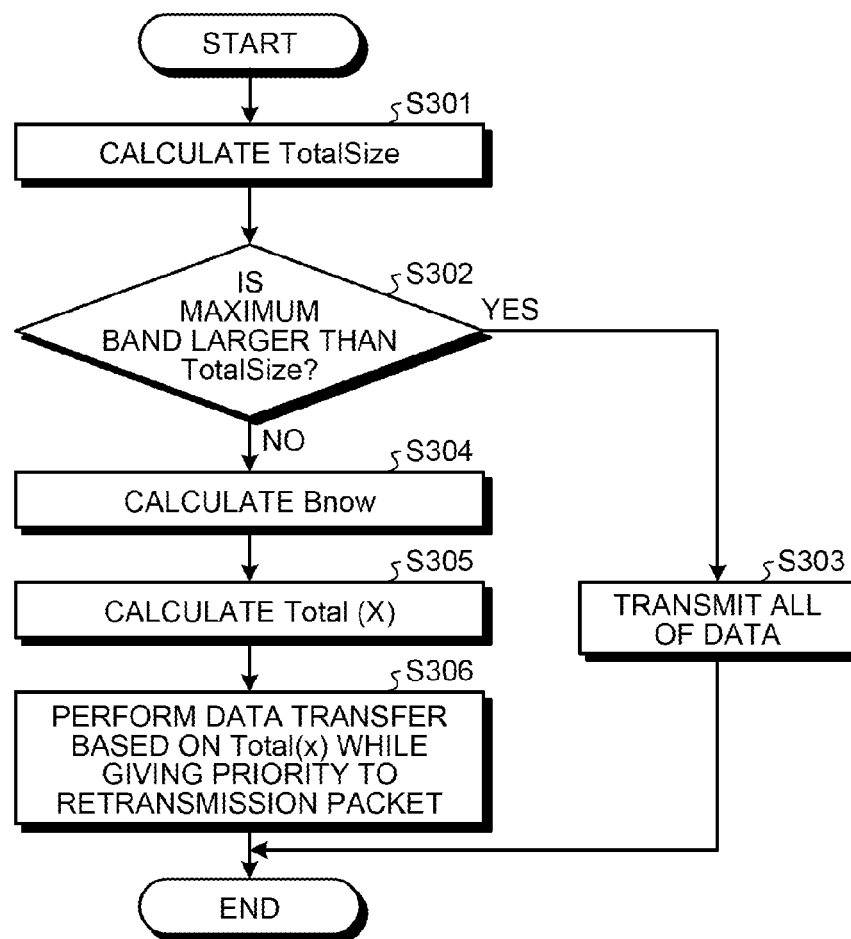 START
S301
CALCULATE TotalSize
S302
IS
MAXIMUM
BAND LARGER THAN
TotalSize?
YES
NO
S304
CALCULATE Bnow
S305
CALCULATE Total (X)
S303
TRANSMIT ALL
OF DATA
S306
PERFORM DATA TRANSFER
BASED ON Total(x) WHILE
GIVING PRIORITY TO
RETRANSMISSION PACKET
END